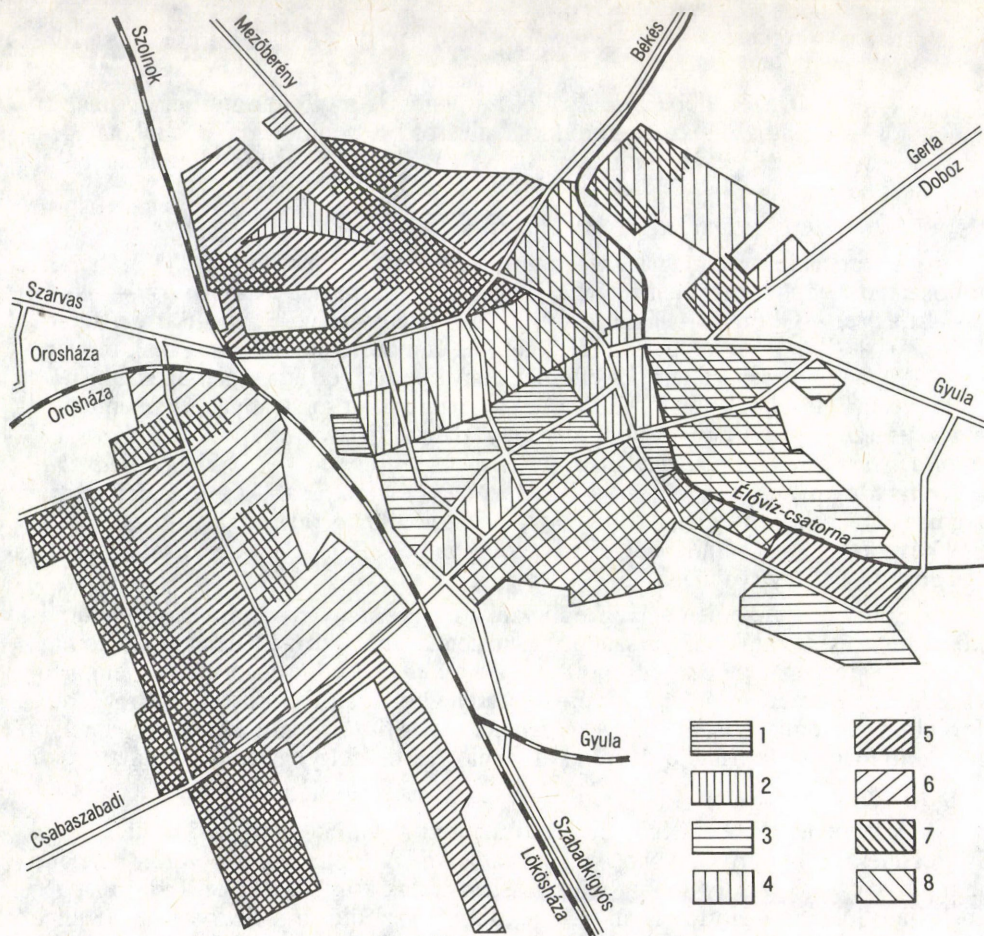 Szolnok
Mezőberény
Békés
Gerla
Doboz
Szarvas
Orosháza
Orosháza
Gyula
Élővíz-csatorna
Gyula
Csabaszabadi
Szabadkígyós
Lökösháza
1
2
3
4
5
6
7
8